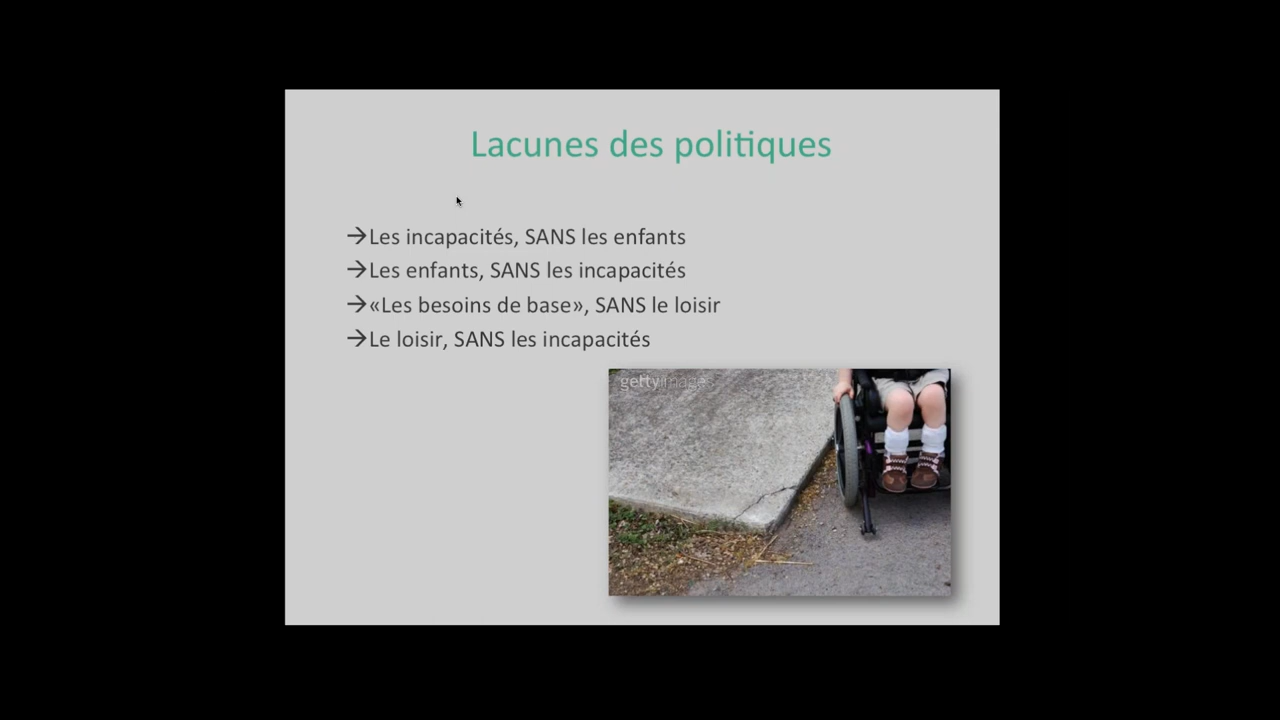 Lacunes des politiques
→Les incapacités, SANS les enfants
→Les enfants, SANS les incapacités
→«Les besoins de base», SANS le loisir
→Le loisir, SANS les incapacités
gettyimages